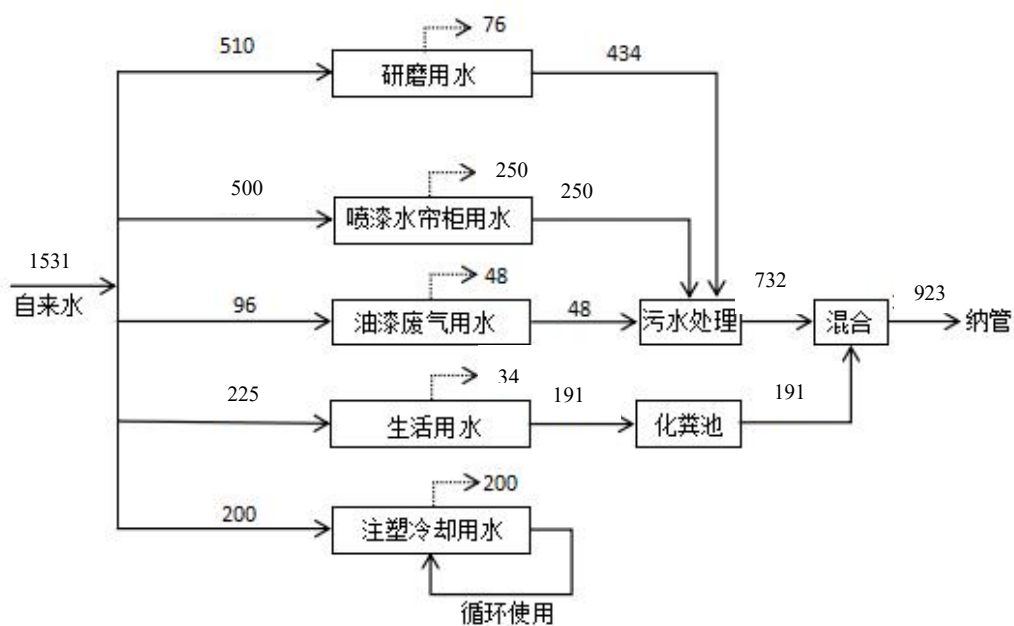 76
510
434
研磨用水
250
500
250
喷漆水帘柜用水
1531
自来水
48
96
油漆废气用水
48
污水处理
732
混合
923
纳管
34
225
生活用水
191
化粪池
191
200
200
注塑冷却用水
循环使用